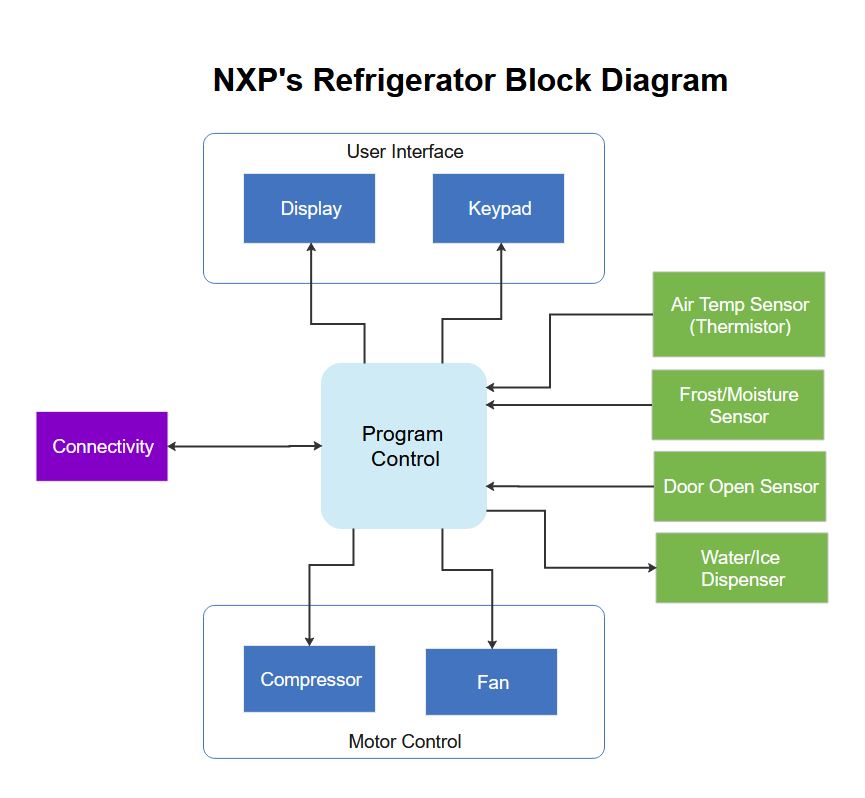 NXP's Refrigerator Block Diagram
User Interface
Display
Keypad
Air Temp Sensor
(Thermistor)
Frost/Moisture
Sensor
Program
Control
Connectivity
Door Open Sensor
Water/Ice
Dispenser
Compressor
Fan
Motor Control